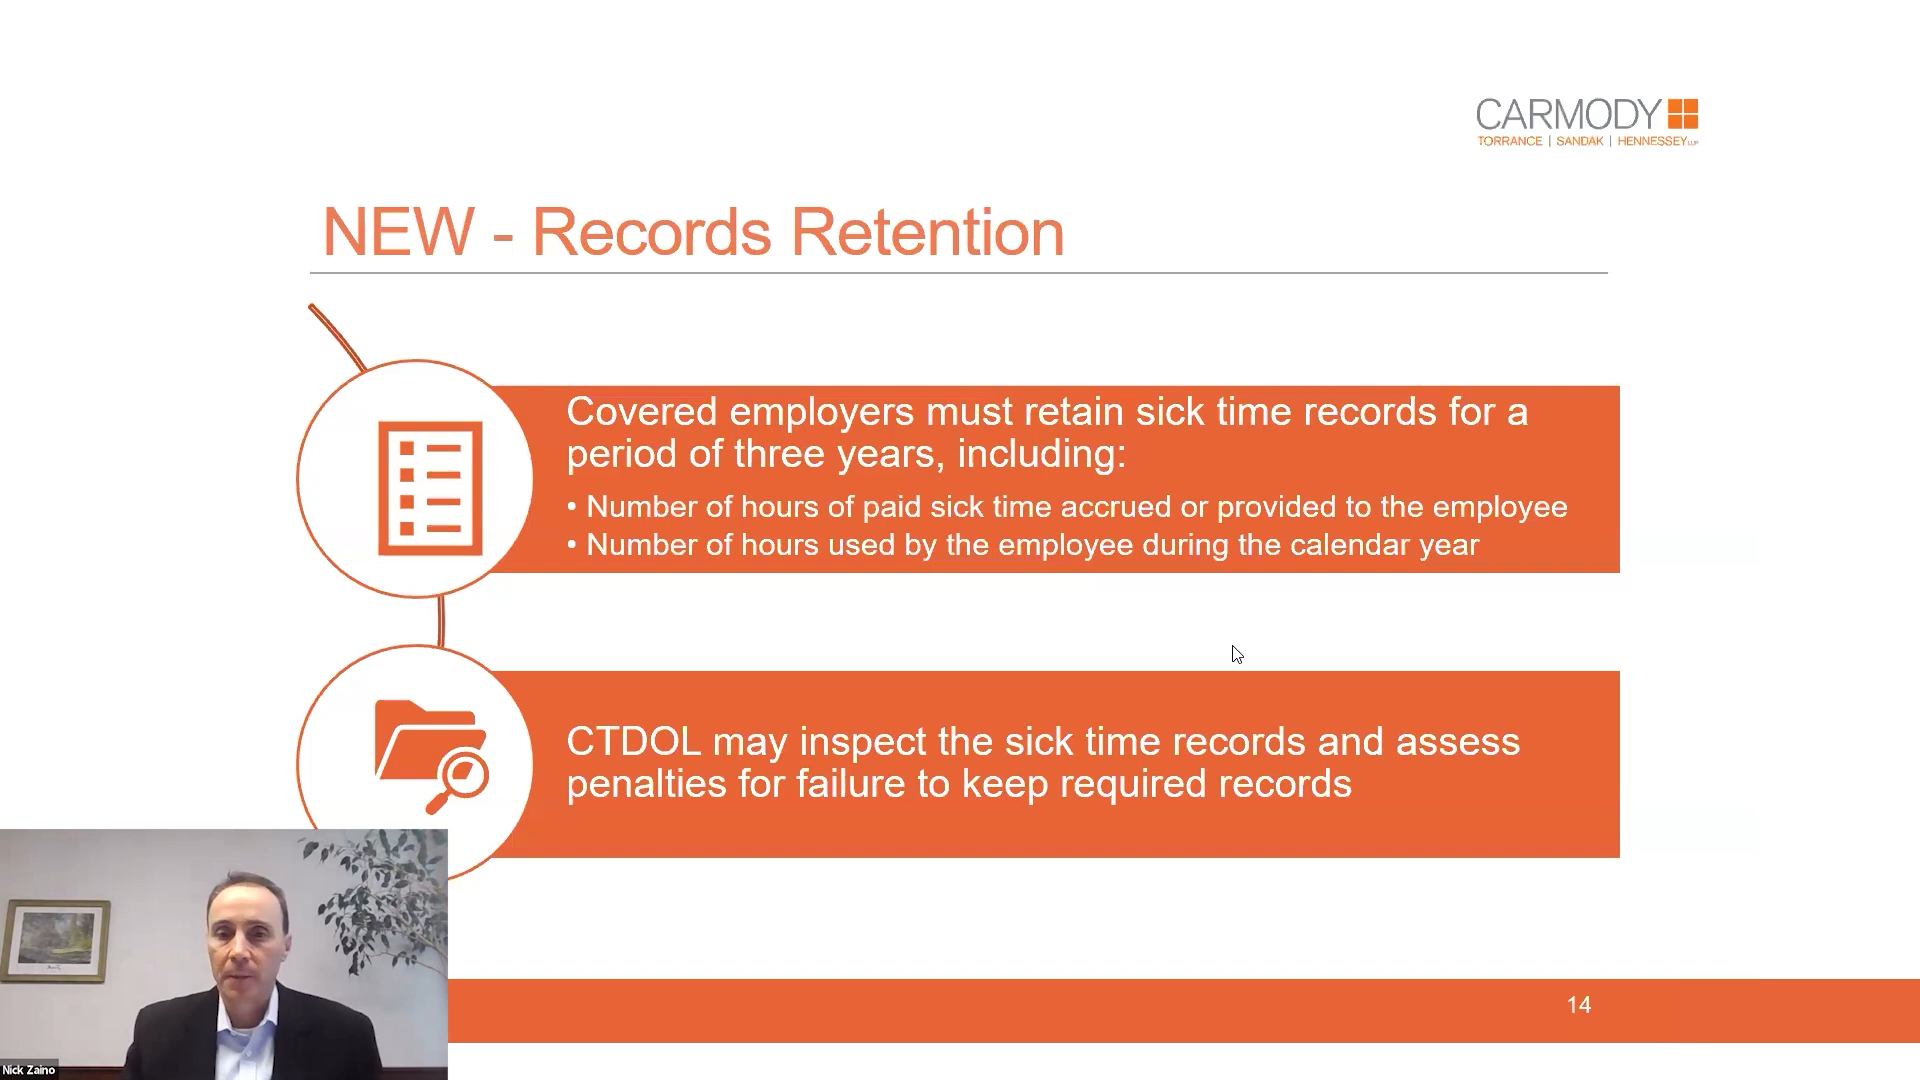 CARMODY
TORRANCE | SANDAK | HENNESSEY LLP
NEW - Records Retention
Covered employers must retain sick time records for a
period of three years, including:
• Number of hours of paid sick time accrued or provided to the employee
• Number of hours used by the employee during the calendar year
CTDOL may inspect the sick time records and assess
penalties for failure to keep required records
14
Nick Zaino